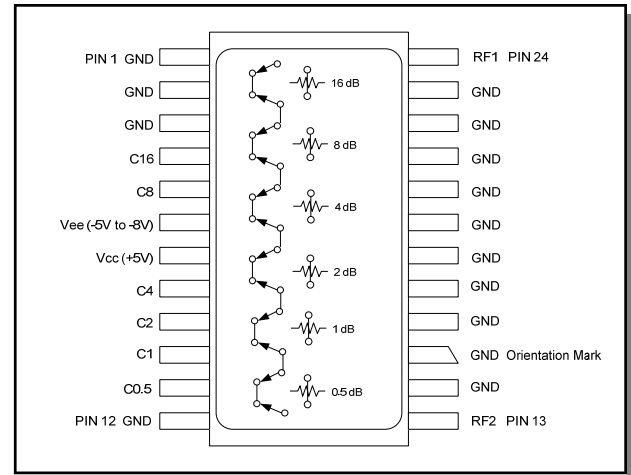 PIN 1 GND
GND
GND
C16
C8
Vee (-5V to -8V)
Vcc (+5V)
C4
C2
C1
C0.5
PIN 12 GND
16 dB
8 dB
4 dB
2 dB
1 dB
0.5 dB
RF1 PIN 24
GND
GND
GND
GND
GND
GND
GND
GND
GND Orientation Mark
GND
RF2 PIN 13